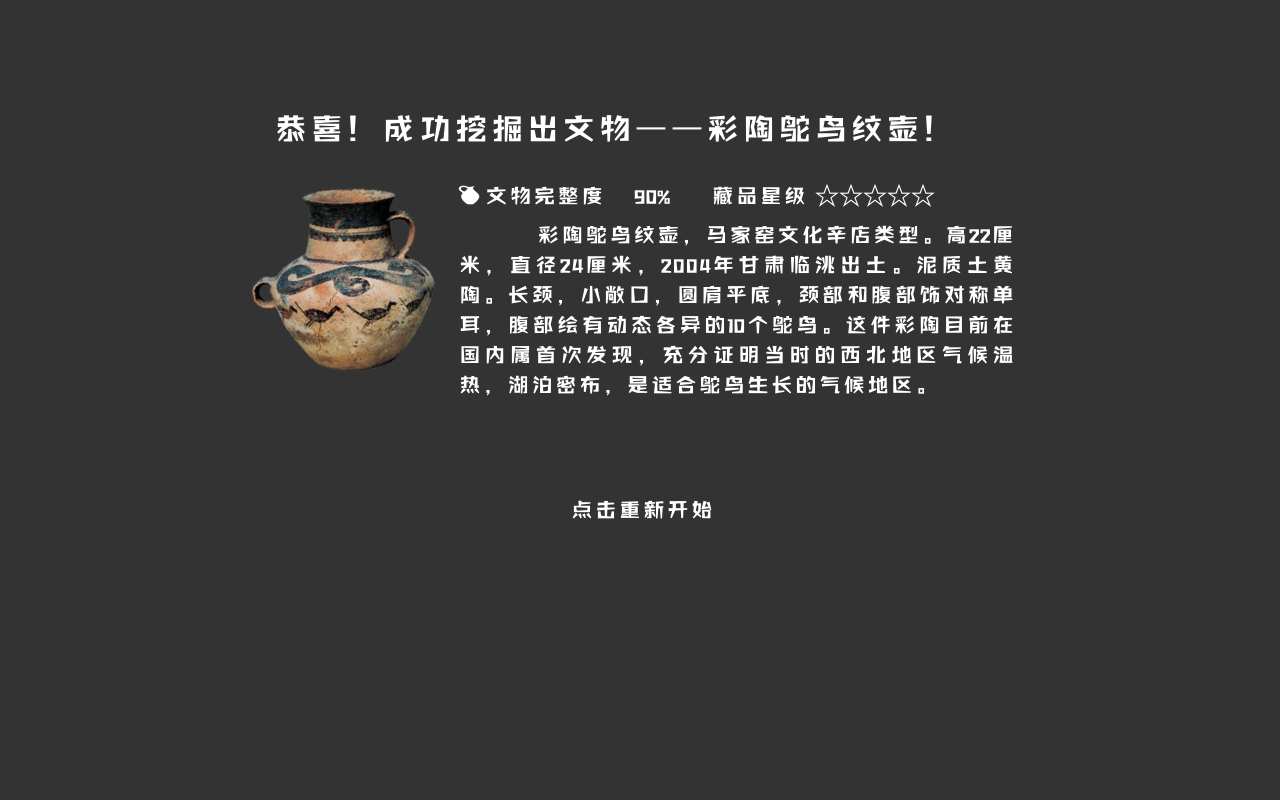 恭喜！成功挖掘出文物——彩陶鸵鸟纹壶！
文物完整度 90% 藏品星级 ☆☆☆☆☆
彩陶鸵鸟纹壶，马家窑文化辛店类型。高22厘
米，直径24厘米，2004年甘肃临洮出土。泥质土黄
陶。长颈，小敞口，圆肩平底，颈部和腹部饰对称单
耳，腹部绘有动态各异的10个鸵鸟。这件彩陶目前在
国内属首次发现，充分证明当时的西北地区气候温
热，湖泊密布，是适合鸵鸟生长的气候地区。
点击重新开始